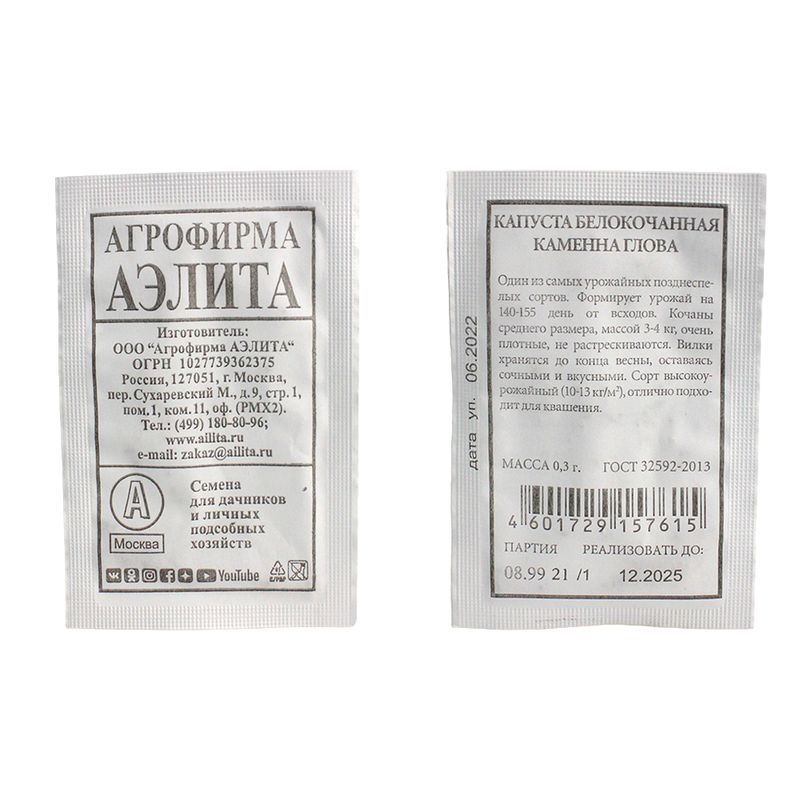 АГРОФИРМА
АЭЛИТА
Изготовитель:
ООО "Агрофирма АЭЛИТА"
ОГРН 1027739362375
Россия,127051, г. Москва,
пер. Сухаревский М., д.9, стр.1,
пом.1, ком.11, оф. (РМХ2).
Тел.: (499) 180-80-96;
www.ailita.ru
e-mail: zakaz@ailita.ru
А
Москва
Семена
для дачников
и личных
подсобных
хозяйств
YouTube
C/PAP
КАПУСТА БЕЛОКОЧАННАЯ
КАМЕННА ГЛОВА
Один из самых урожайных позднеспе-
лых сортов. Формирует урожай на
140-155 день от всходов. Кочаны
среднего размера, массой 3-4 кг, очень
плотные, не растрескиваются. Вилки
хранятся до конца весны, оставаясь
сочными и вкусными. Сорт высокоу-
рожайный (10-13 кг/м²), отлично подхо-
дит для квашения.
дата уп. 06.2022
МАССА 0,3 г. ГОСТ 32592-2013
4 601729 157615
ПАРТИЯ РЕАЛИЗОВАТЬ ДО:
08.99 21 /1 12.2025